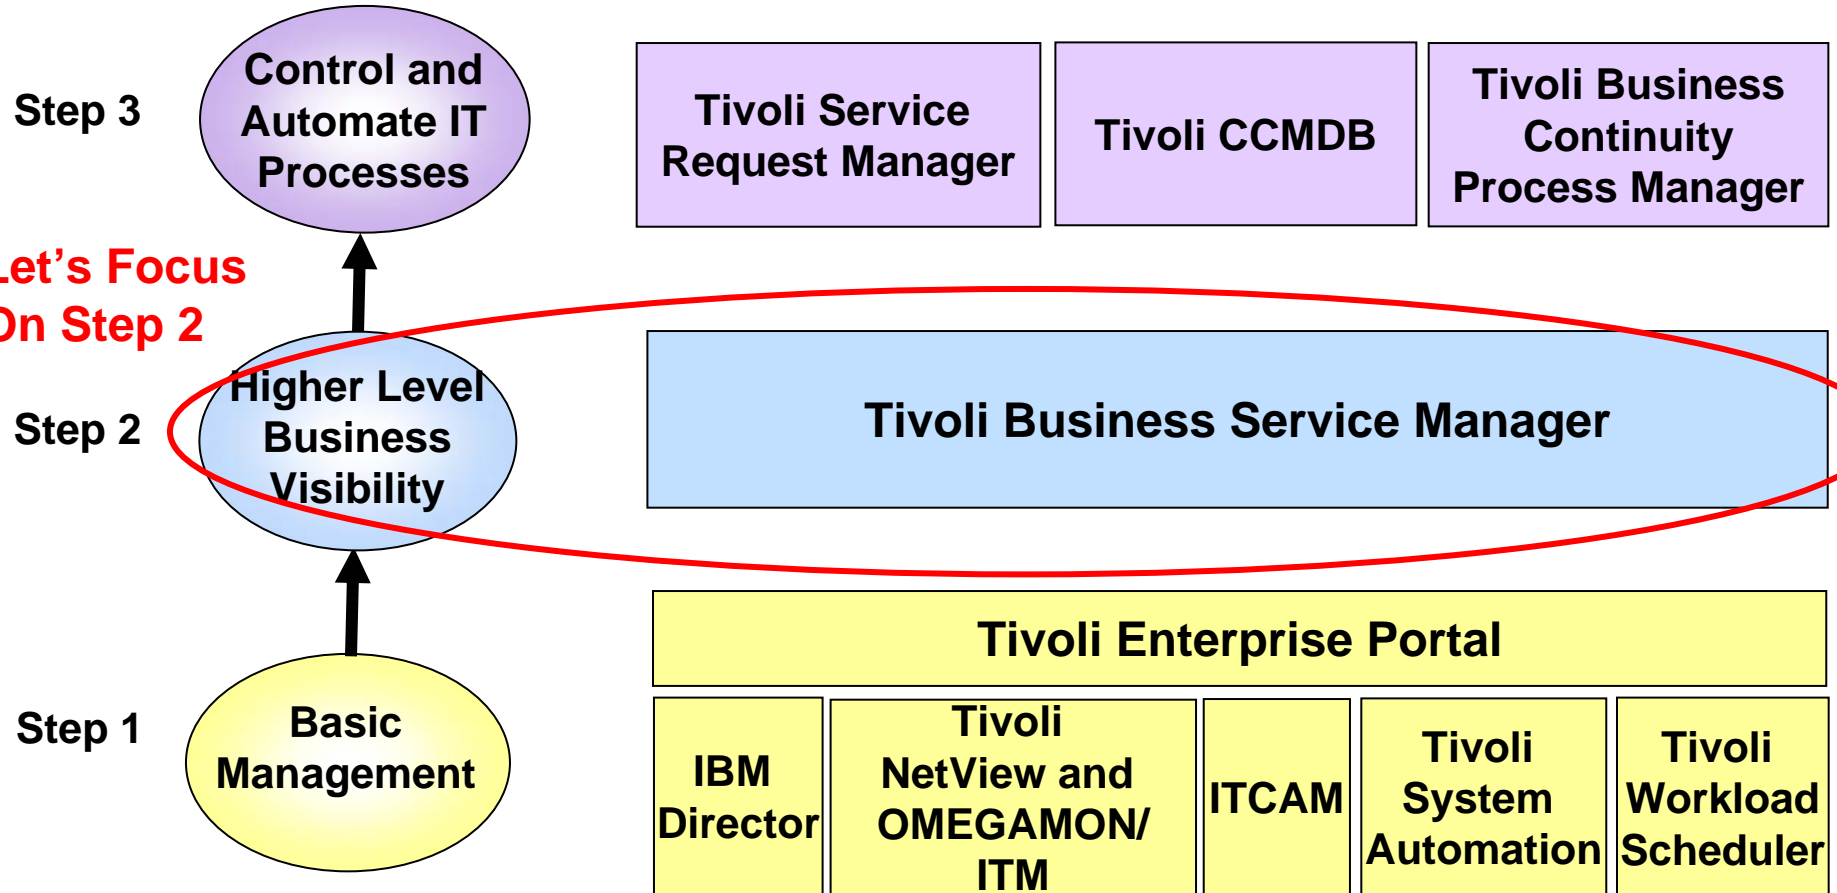 Step 3
Control and
Automate IT
Processes
Tivoli Service
Request Manager
Tivoli CCMDB
Tivoli Business
Continuity
Process Manager
Let's Focus
On Step 2
Step 2
Higher Level
Business
Visibility
Tivoli Business Service Manager
Step 1
Basic
Management
Tivoli Enterprise Portal
IBM
Director
Tivoli
NetView and
OMEGAMON/
ITM
ITCAM
Tivoli
System
Automation
Tivoli
Workload
Scheduler